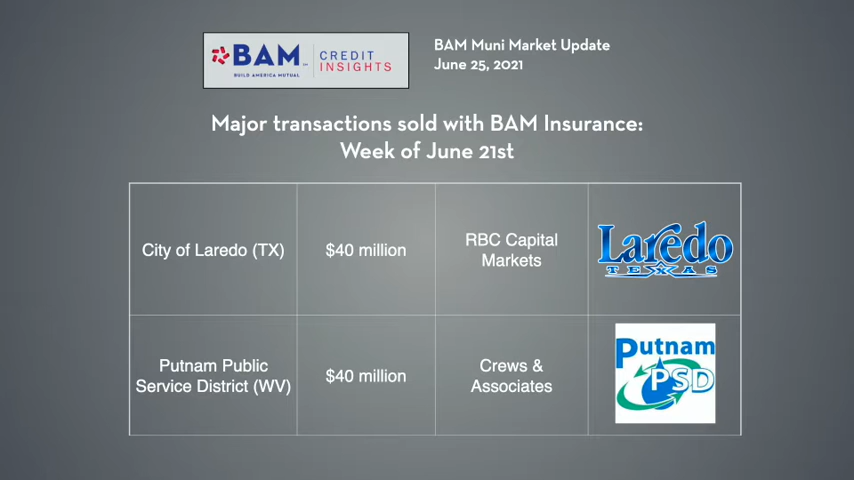 BAM
BUILD AMERICA MUTUAL
CREDIT
INSIGHTS
BAM Muni Market Update
June 25, 2021
Major transactions sold with BAM Insurance:
Week of June 21st
City of Laredo (TX)
$40 million
RBC Capital
Markets
Laredo
TEXAS
Putnam Public
Service District (WV)
$40 million
Crews &
Associates
Putnam
PSD